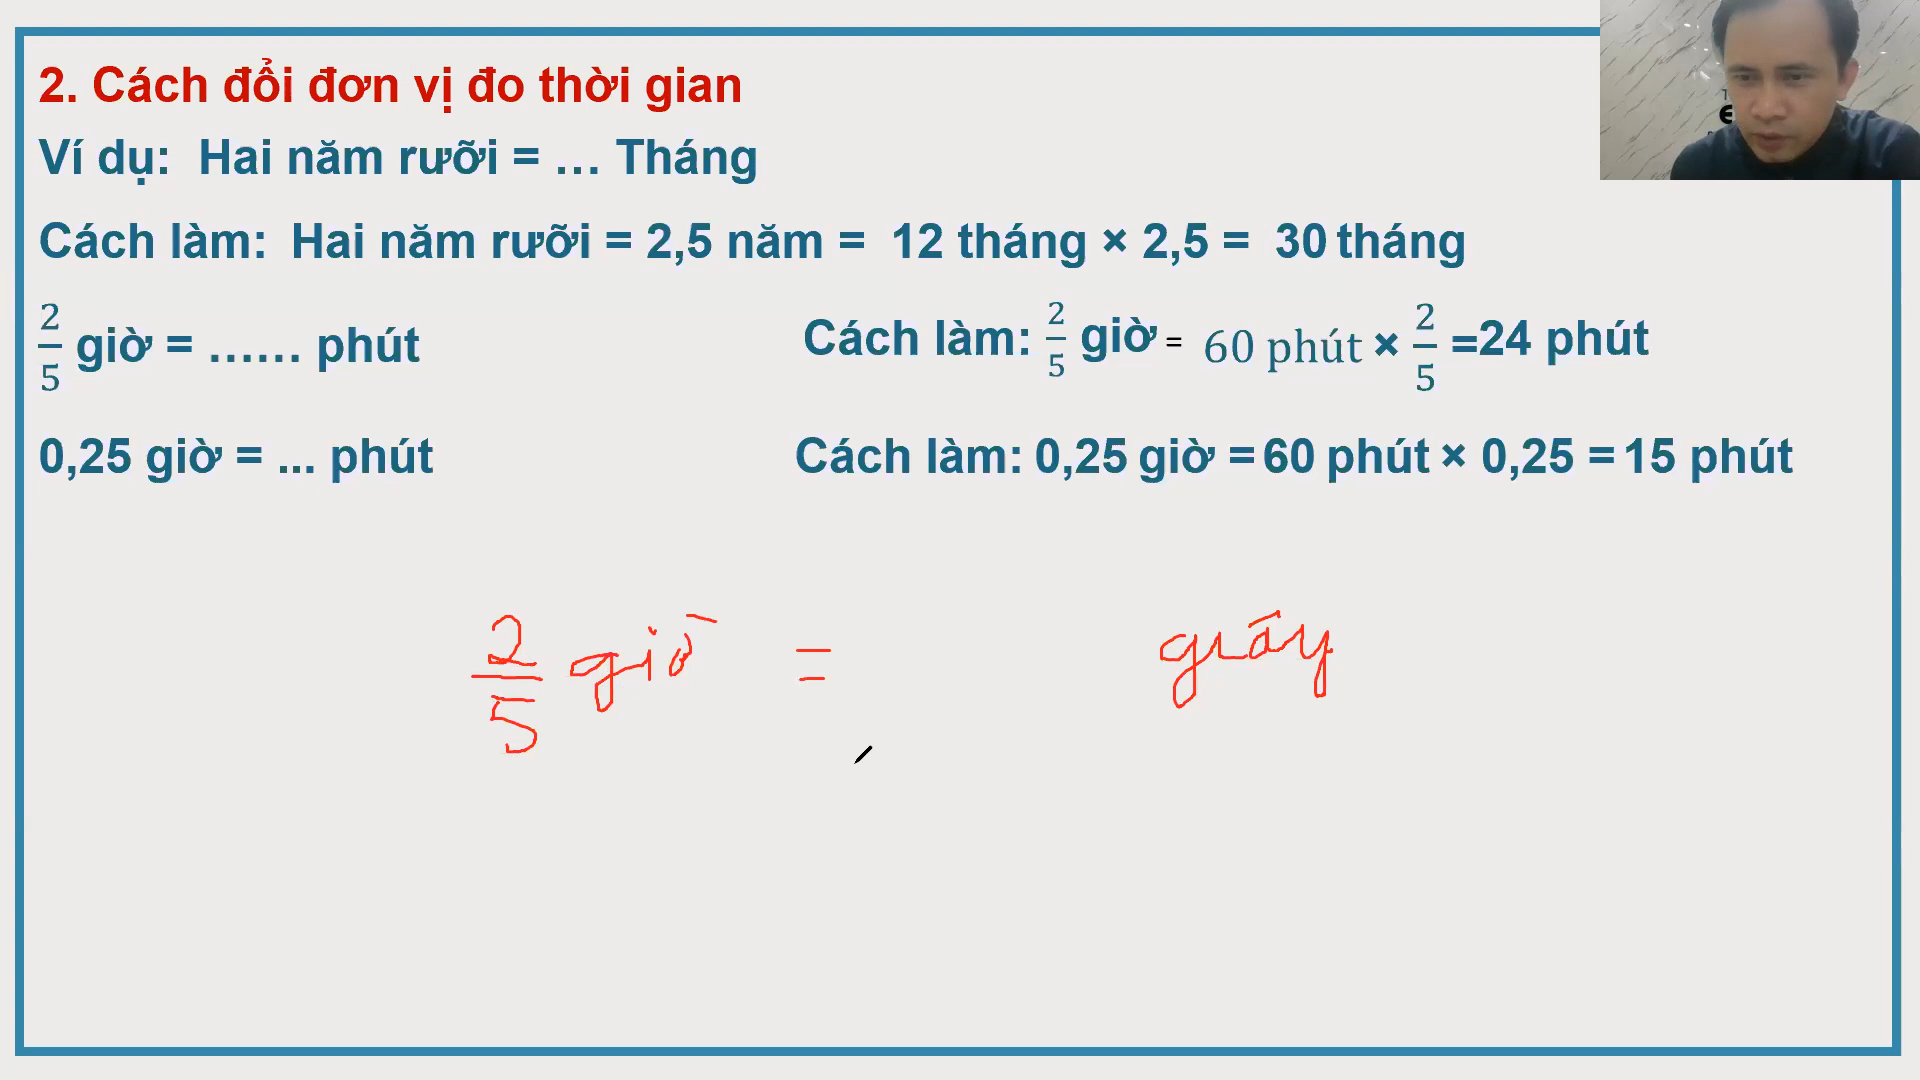 2. Cách đổi đơn vị đo thời gian
Ví dụ: Hai năm rưỡi = … Tháng
Cách làm: Hai năm rưỡi = 2,5 năm = 12 tháng × 2,5 = 30 tháng
2/5 giờ = …… phút
Cách làm: 2/5 giờ = 60 phút × 2/5 =24 phút
0,25 giờ = ... phút
Cách làm: 0,25 giờ = 60 phút × 0,25 = 15 phút
2/5 giờ = giây